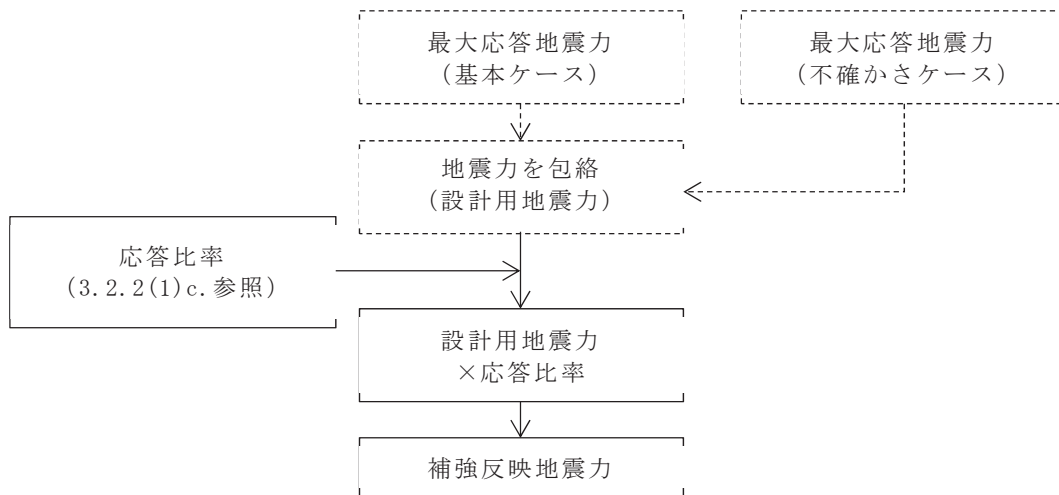 最大応答地震力
(基本ケース)
最大応答地震力
(不確かさケース)
地震力を包絡
(設計用地震力)
応答比率
(3.2.2(1)c.参照)
設計用地震力
×応答比率
補強反映地震力